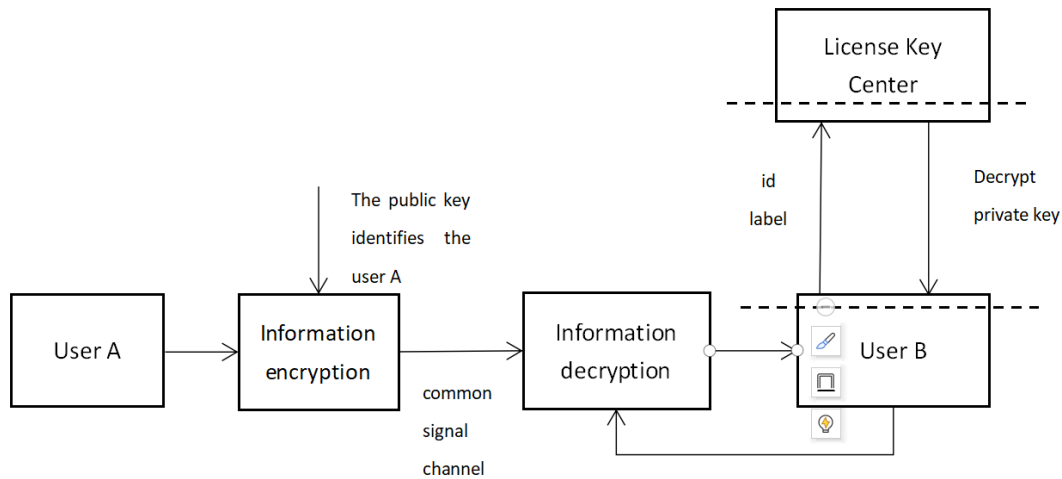 License Key
Center
id
label
Decrypt
private key
The public key
identifies the
user A
User A
Information
encryption
common
signal
channel
Information
decryption
User B